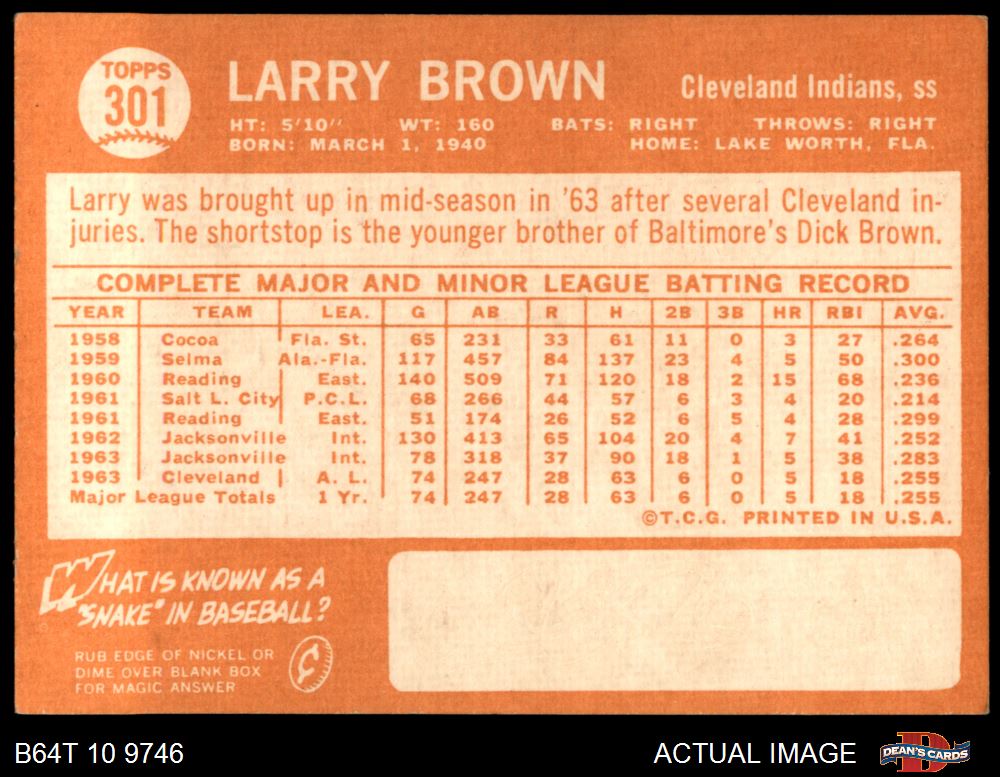 TOPPS
301
LARRY BROWN
Cleveland Indians, ss
HT: 5'10" WT: 160 BATS: RIGHT THROWS: RIGHT
BORN: MARCH 1, 1940 HOME: LAKE WORTH, FLA.
Larry was brought up in mid-season in '63 after several Cleveland in-
juries. The shortstop is the younger brother of Baltimore's Dick Brown.
COMPLETE MAJOR AND MINOR LEAGUE BATTING RECORD
YEAR TEAM LEA. G AB R H 2B 3B HR RBI AVG.
1958 Cocoa Fla. St. 65 231 33 61 11 0 3 27 .264
1959 Selma Ala.-Fla. 117 457 84 137 23 4 5 50 .300
1960 Reading East. 140 509 71 120 18 2 15 68 .236
1961 Salt L. City P.C.L. 68 266 44 57 6 3 4 20 .214
1961 Reading East. 51 174 26 52 6 5 4 28 .299
1962 Jacksonville Int. 130 413 65 104 20 4 7 41 .252
1963 Jacksonville Int. 78 318 37 90 18 1 5 38 .283
1963 Cleveland A. L. 74 247 28 63 6 0 5 18 .255
Major League Totals 1 Yr. 74 247 28 63 6 0 5 18 .255
©T.C.G. PRINTED IN U.S.A.
WHAT IS KNOWN AS A
"SNAKE" IN BASEBALL?
RUB EDGE OF NICKEL OR
DIME OVER BLANK BOX
FOR MAGIC ANSWER
¢
B64T 10 9746
ACTUAL IMAGE
DEAN'S CARDS